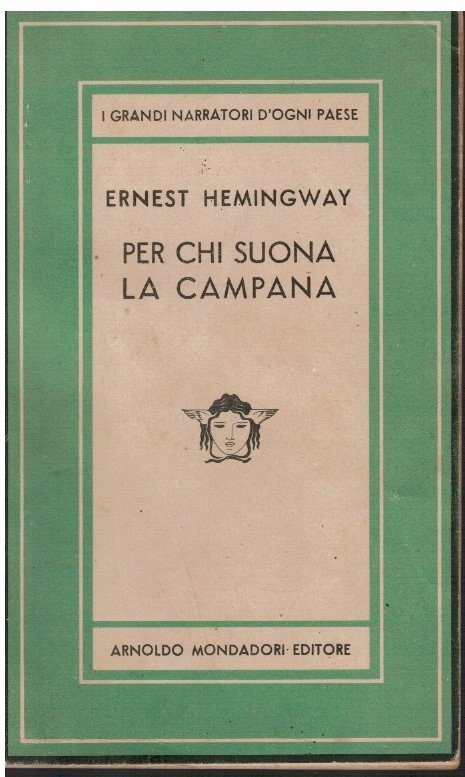 I GRANDI NARRATORI D'OGNI PAESE
ERNEST HEMINGWAY
PER CHI SUONA
LA CAMPANA
ARNOLDO MONDADORI·EDITORE